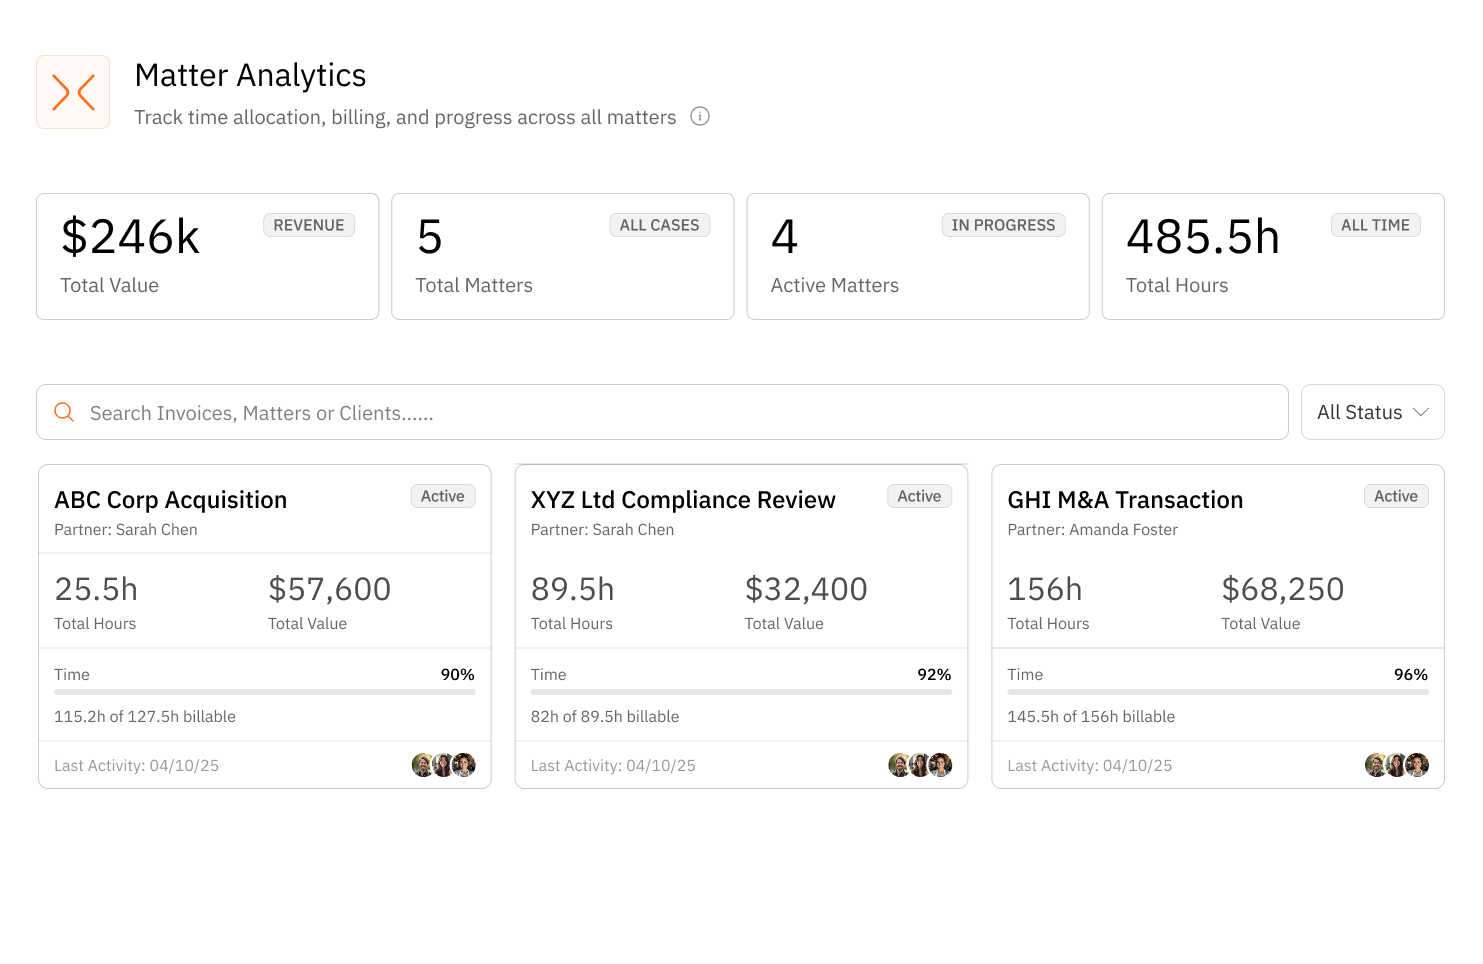 Matter Analytics
Track time allocation, billing, and progress across all matters
$246k
REVENUE
Total Value
5
ALL CASES
Total Matters
4
IN PROGRESS
Active Matters
485.5h
ALL TIME
Total Hours
Search Invoices, Matters or Clients......
All Status
ABC Corp Acquisition
Active
Partner: Sarah Chen
25.5h
$57,600
Total Hours
Total Value
Time
90%
115.2h of 127.5h billable
Last Activity: 04/10/25
XYZ Ltd Compliance Review
Active
Partner: Sarah Chen
89.5h
$32,400
Total Hours
Total Value
Time
92%
82h of 89.5h billable
Last Activity: 04/10/25
GHI M&A Transaction
Active
Partner: Amanda Foster
156h
$68,250
Total Hours
Total Value
Time
96%
145.5h of 156h billable
Last Activity: 04/10/25